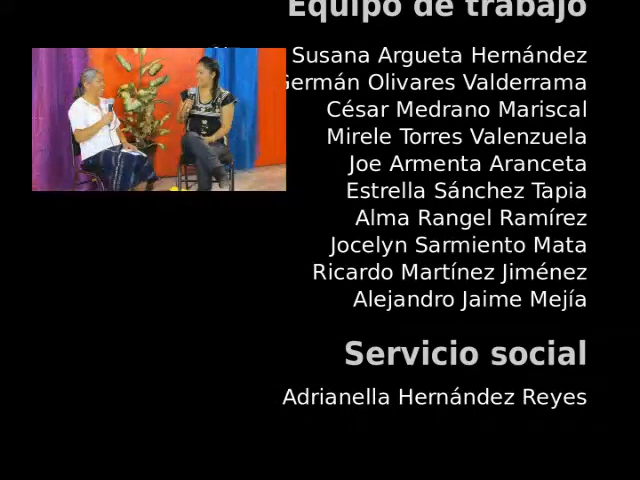 Equipo de trabajo
Susana Argueta Hernández
Germán Olivares Valderrama
César Medrano Mariscal
Mirele Torres Valenzuela
Joe Armenta Aranceta
Estrella Sánchez Tapia
Alma Rangel Ramírez
Jocelyn Sarmiento Mata
Ricardo Martínez Jiménez
Alejandro Jaime Mejía
Servicio social
Adrianella Hernández Reyes